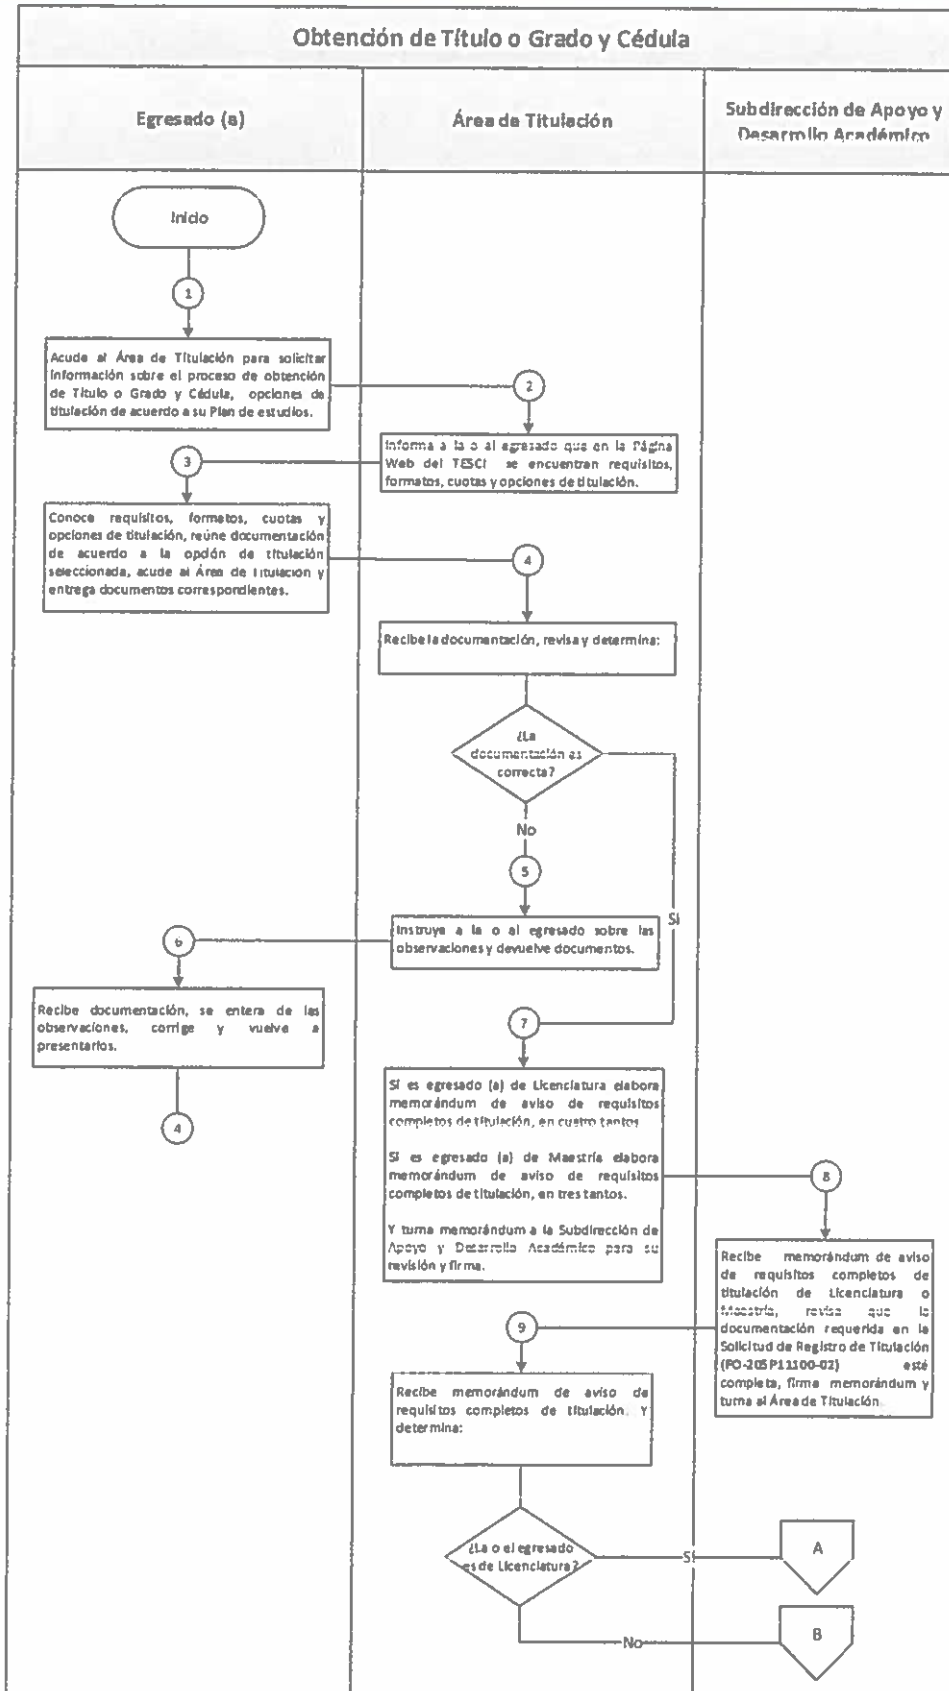 Obtención de Título o Grado y Cédula
Egresado (a)
Área de Titulación
Subdirección de Apoyo y
Desarrollo Académico
Inicio
1
Acude al Área de Titulación para solicitar
información sobre el proceso de obtención
de Título o Grado y Cédula, opciones de
titulación de acuerdo a su Plan de estudios.
2
Informa a la o al egresado que en la Página
Web del TESCI se encuentran requisitos,
formatos, cuotas y opciones de titulación.
3
Conoce requisitos, formatos, cuotas y
opciones de titulación, reúne documentación
de acuerdo a la opción de titulación
seleccionada, acude al Área de Titulación y
entrega documentos correspondientes.
4
Recibe la documentación, revisa y determina:
¿La
documentación es
correcta?
No
Sí
5
Instruye a la o al egresado sobre las
observaciones y devuelve documentos.
6
Recibe documentación, se entera de las
observaciones, corrige y vuelve a
presentarlos.
4
7
Sí es egresado (a) de Licenciatura elabora
memorándum de aviso de requisitos
completos de titulación, en cuatro tantos
Sí es egresado (a) de Maestría elabora
memorándum de aviso de requisitos
completos de titulación, en tres tantos.
Y turna memorándum a la Subdirección de
Apoyo y Desarrollo Académico para su
revisión y firma.
8
Recibe memorándum de aviso
de requisitos completos de
titulación de Licenciatura o
Maestría, revisa que la
documentación requerida en la
Solicitud de Registro de Titulación
(FO-205P11100-02) esté
completa, firma memorándum y
turna al Área de Titulación.
9
Recibe memorándum de aviso de
requisitos completos de titulación. Y
determina:
¿La o el egresado
es de Licenciatura?
Sí
A
No
B